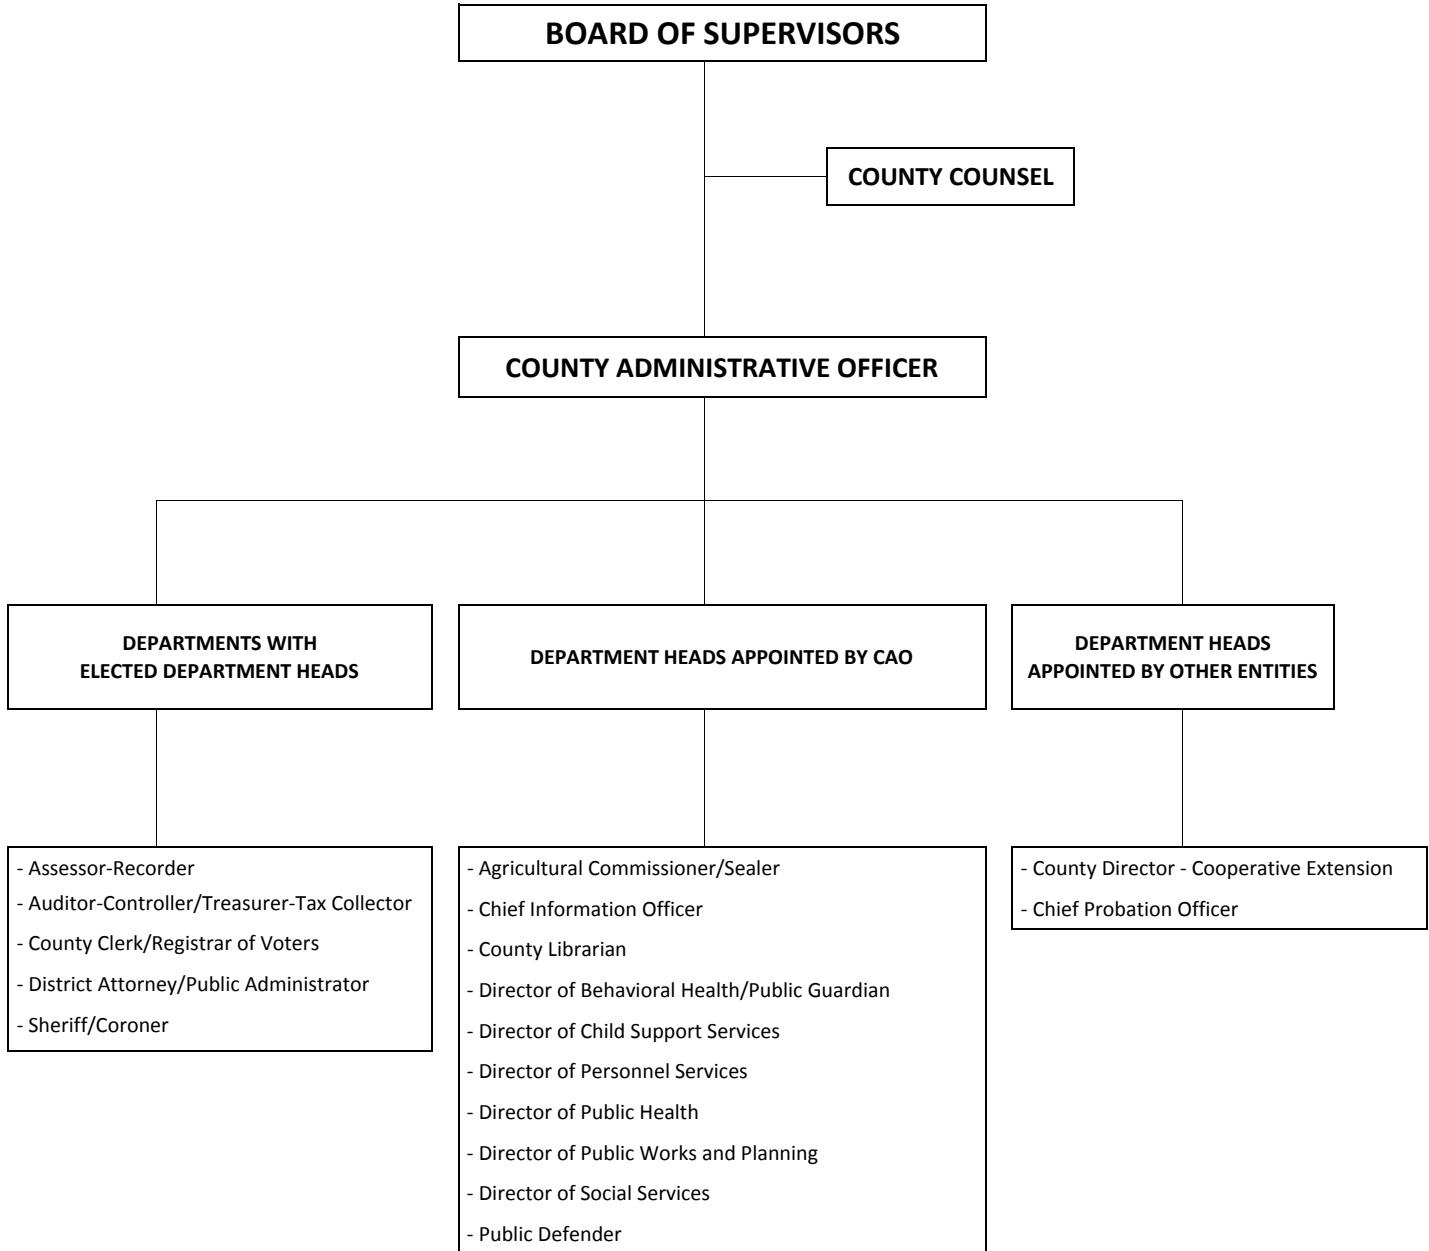 BOARD OF SUPERVISORS
COUNTY COUNSEL
COUNTY ADMINISTRATIVE OFFICER
DEPARTMENTS WITH
ELECTED DEPARTMENT HEADS
DEPARTMENT HEADS APPOINTED BY CAO
DEPARTMENT HEADS
APPOINTED BY OTHER ENTITIES
- Assessor-Recorder
- Auditor-Controller/Treasurer-Tax Collector
- County Clerk/Registrar of Voters
- District Attorney/Public Administrator
- Sheriff/Coroner
- Agricultural Commissioner/Sealer
- Chief Information Officer
- County Librarian
- Director of Behavioral Health/Public Guardian
- Director of Child Support Services
- Director of Personnel Services
- Director of Public Health
- Director of Public Works and Planning
- Director of Social Services
- Public Defender
- County Director - Cooperative Extension
- Chief Probation Officer